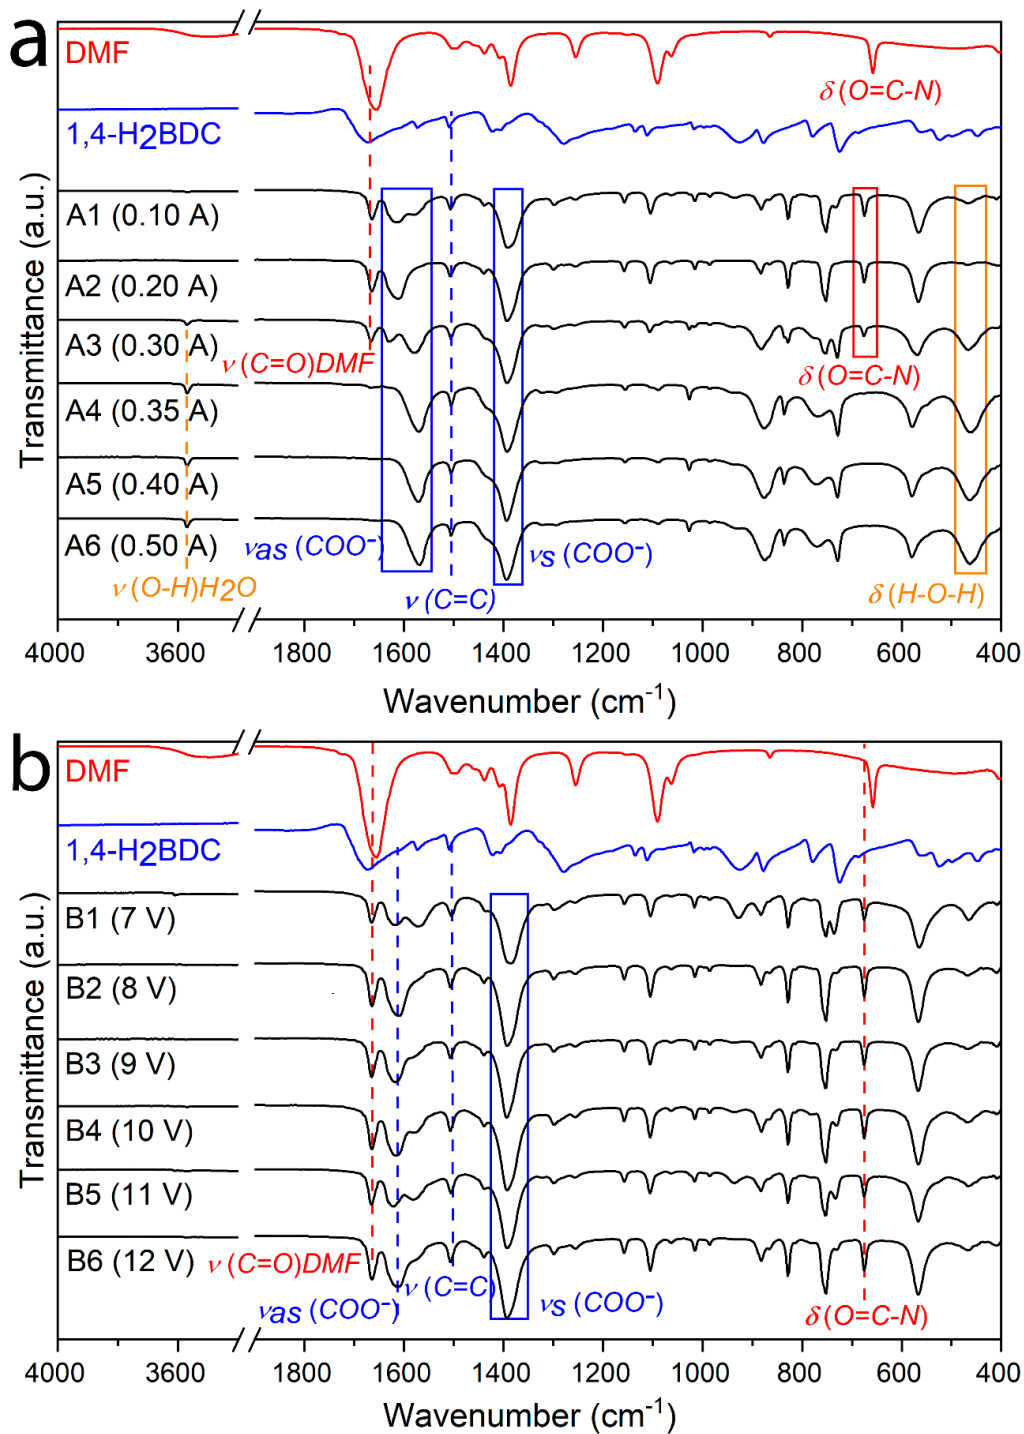 a
DMF
δ(O=C-N)
1,4-H2BDC
A1 (0.10 A)
A2 (0.20 A)
A3 (0.30 A)
ν(C=O)DMF
δ(O=C-N)
A4 (0.35 A)
A5 (0.40 A)
A6 (0.50 A)
νas (COO⁻)
νs (COO⁻)
ν(O-H)H2O
ν(C=C)
δ(H-O-H)
Transmittance (a.u.)
4000 3600 1800 1600 1400 1200 1000 800 600 400
Wavenumber (cm⁻¹)
b
DMF
1,4-H2BDC
B1 (7 V)
B2 (8 V)
B3 (9 V)
B4 (10 V)
B5 (11 V)
B6 (12 V)
ν(C=O)DMF
ν(C=C)
νas (COO⁻)
νs (COO⁻)
δ(O=C-N)
Transmittance (a.u.)
4000 3600 1800 1600 1400 1200 1000 800 600 400
Wavenumber (cm⁻¹)